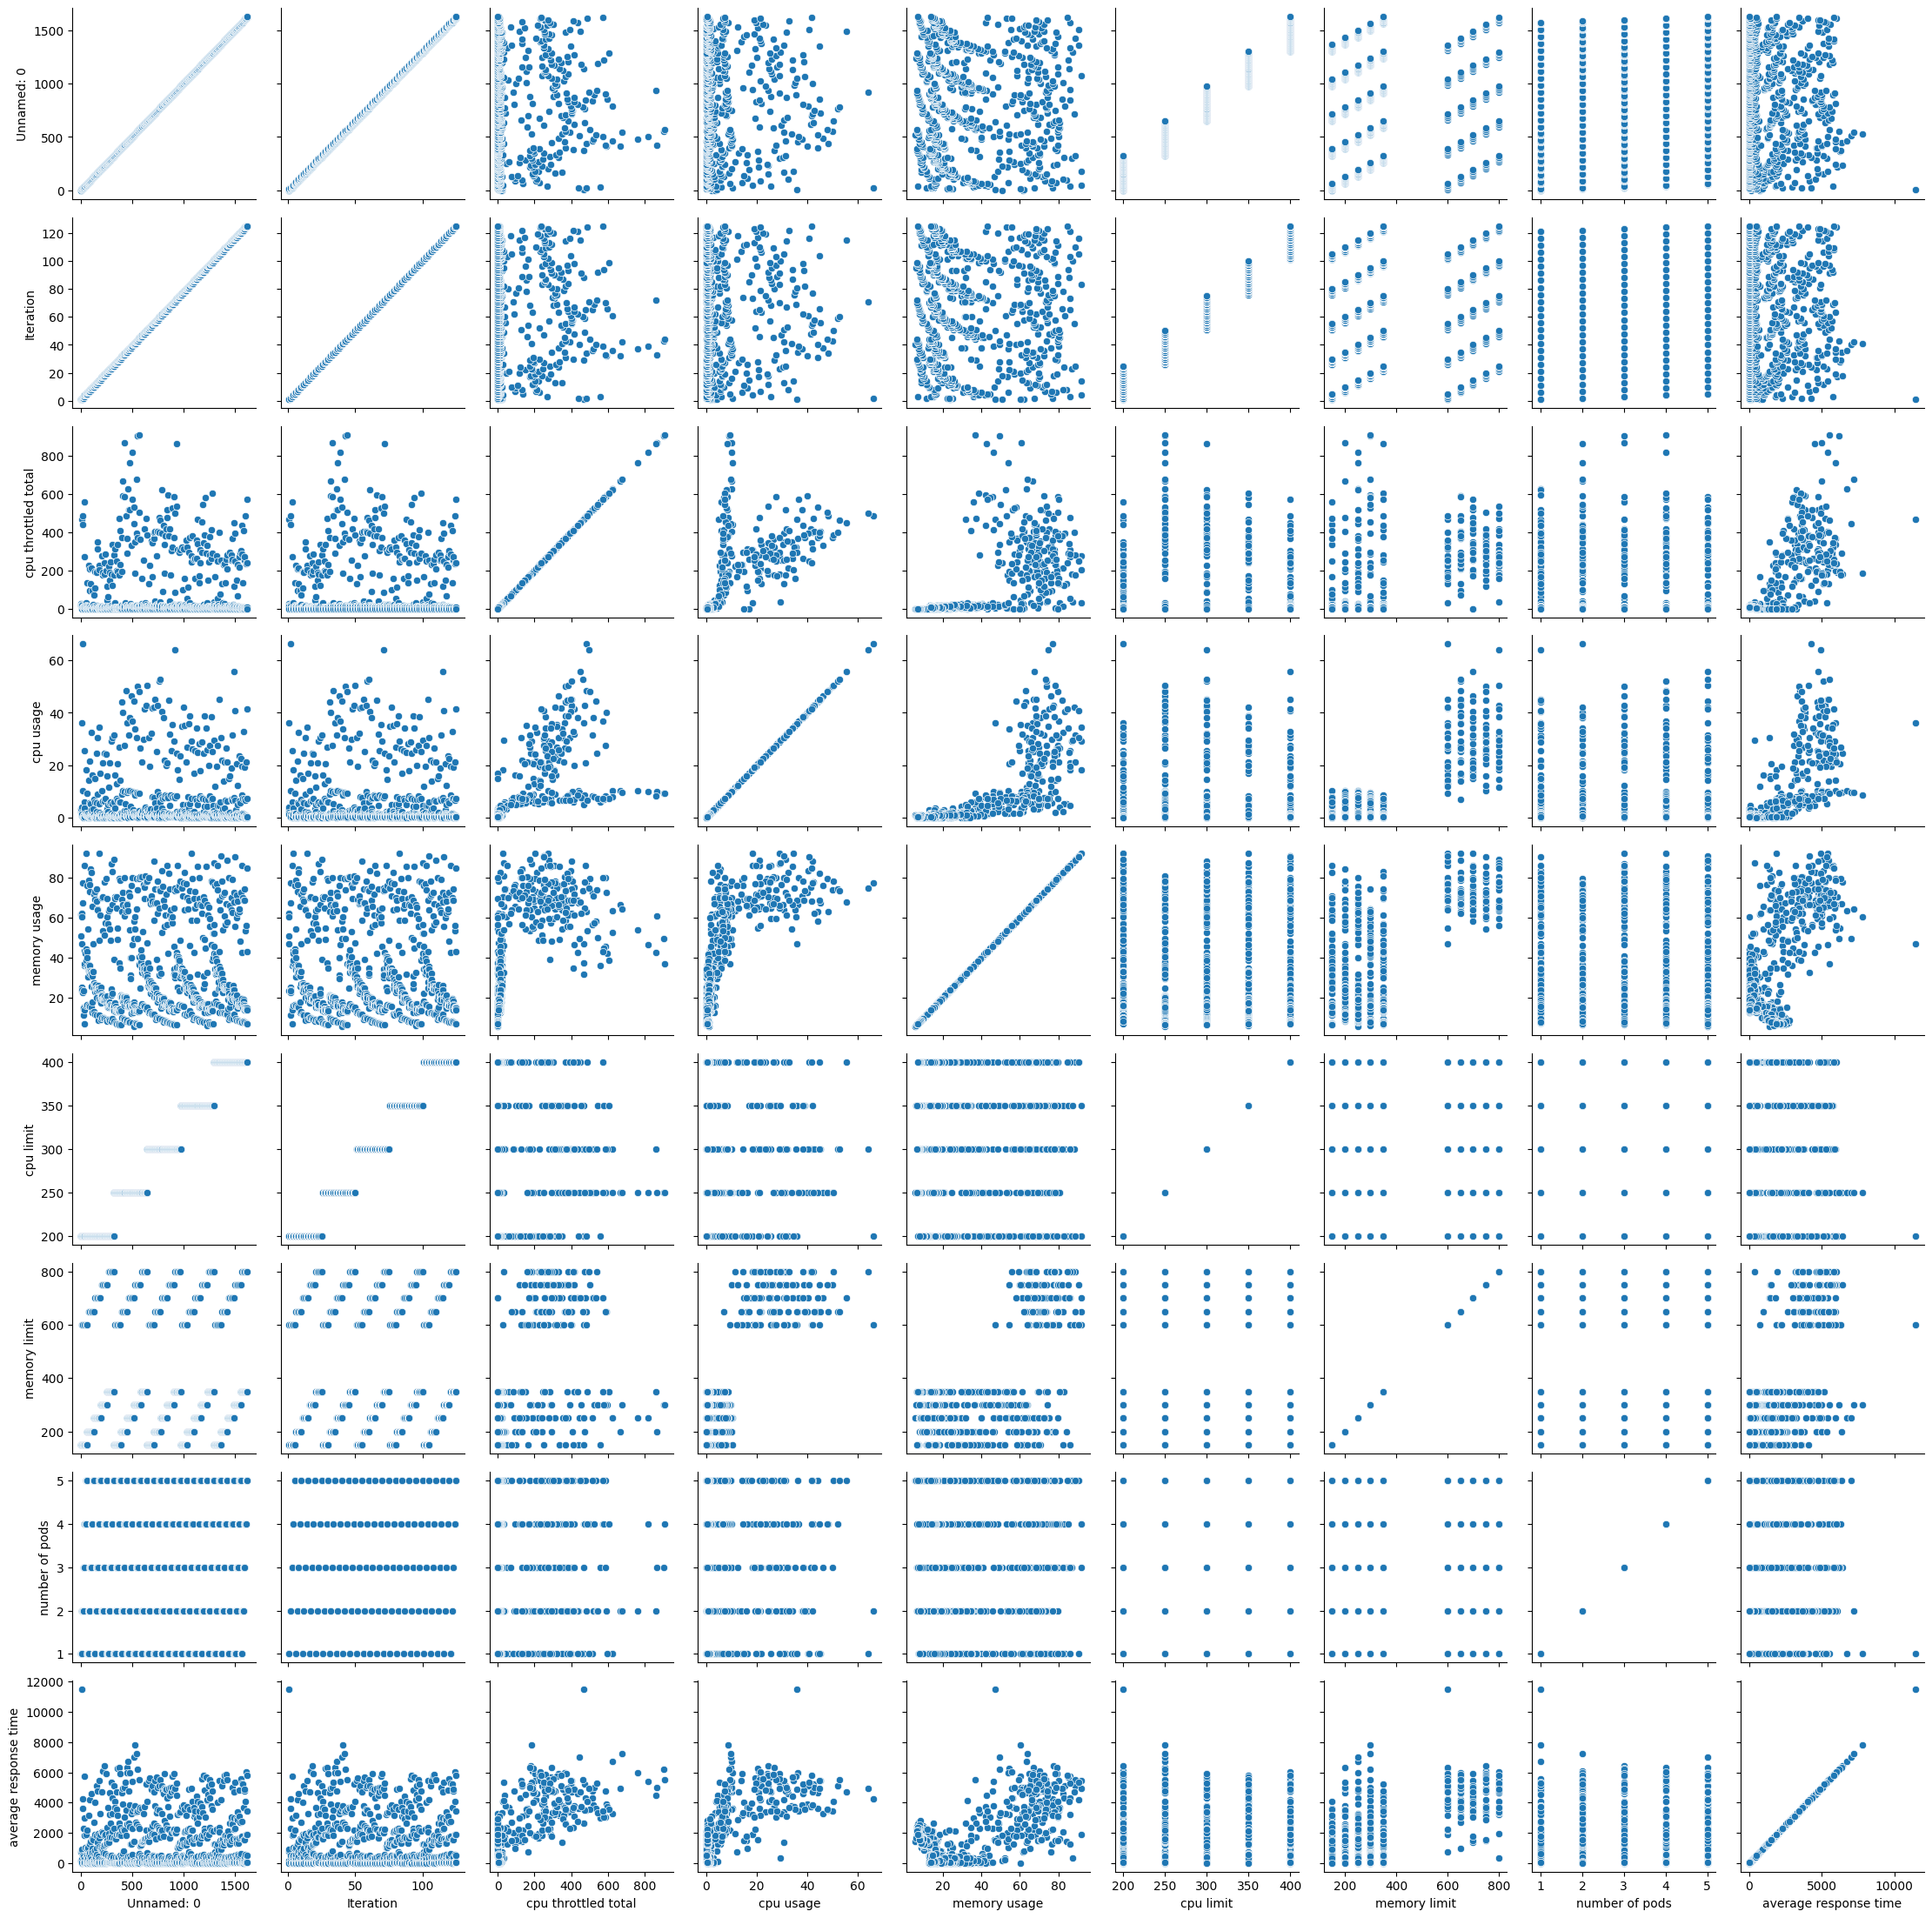 Unnamed: 0
1500
1000
500
0
Iteration
120
100
80
60
40
20
0
cpu throttled total
800
600
400
200
0
cpu usage
60
40
20
0
memory usage
80
60
40
20
cpu limit
400
350
300
250
200
memory limit
800
600
400
200
number of pods
5
4
3
2
1
average response time
12000
10000
8000
6000
4000
2000
0
0 500 1000 1500
0 50 100
0 200 400 600 800
0 20 40 60
20 40 60 80
200 250 300 350 400
200 400 600 800
1 2 3 4 5
0 5000 10000
Unnamed: 0
Iteration
cpu throttled total
cpu usage
memory usage
cpu limit
memory limit
number of pods
average response time